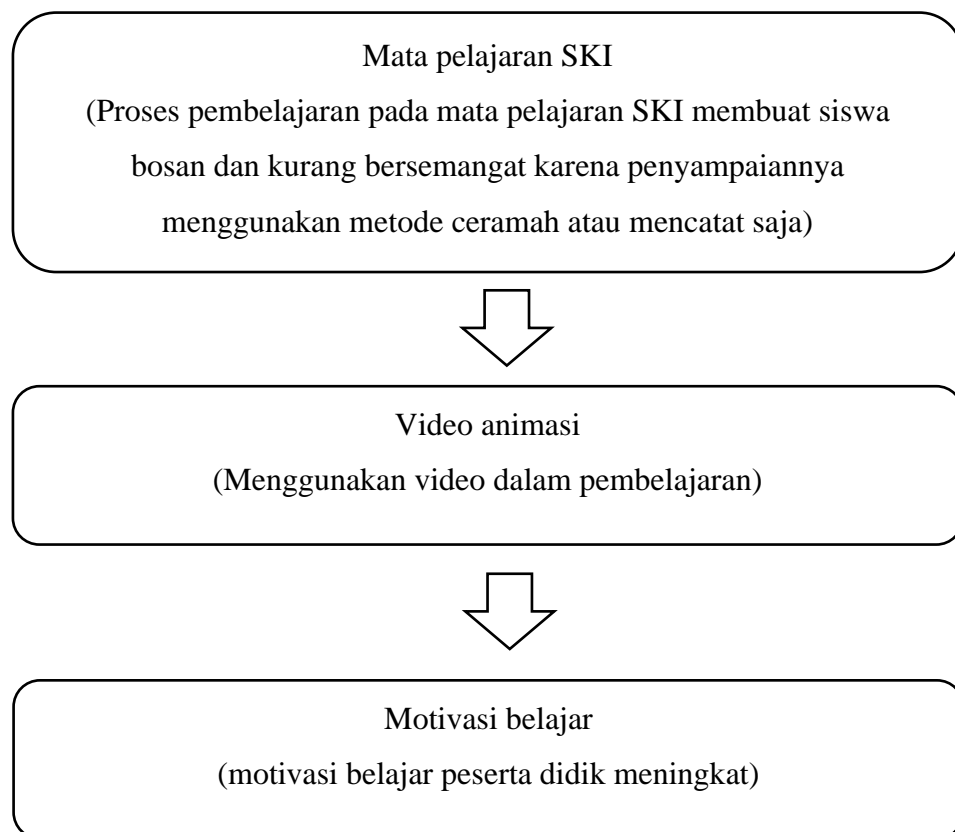 Mata pelajaran SKI
(Proses pembelajaran pada mata pelajaran SKI membuat siswa
bosan dan kurang bersemangat karena penyampaiannya
menggunakan metode ceramah atau mencatat saja)
Video animasi
(Menggunakan video dalam pembelajaran)
Motivasi belajar
(motivasi belajar peserta didik meningkat)